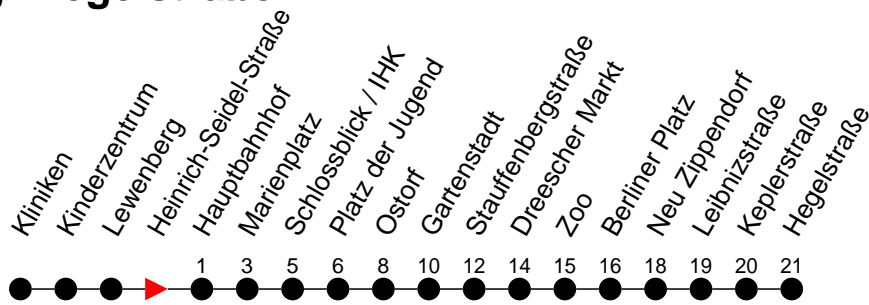 Kliniken
Kinderzentrum
Lewenberg
Heinrich-Seidel-Straße
Hauptbahnhof
Marienplatz
Schlossblick / IHK
Platz der Jugend
Ostorf
Gartenstadt
Stauffenbergstraße
Dreescher Markt
Zoo
Berliner Platz
Neu Zippendorf
Leibnizstraße
Keplerstraße
Hegelstraße
1 3 5 6 8 10 12 14 15 16 18 19 20 21